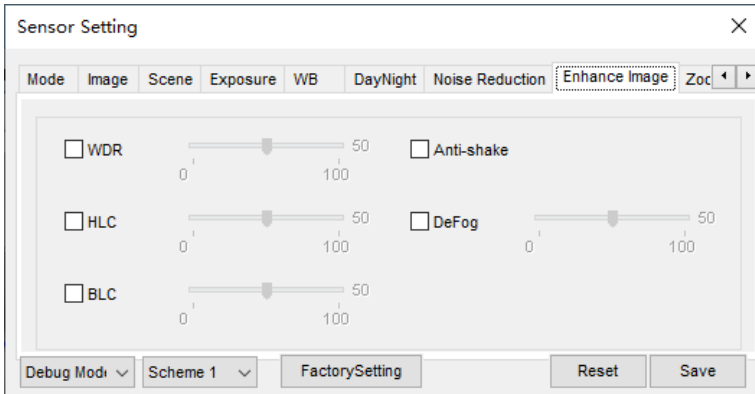 Sensor Setting
Mode Image Scene Exposure WB DayNight Noise Reduction Enhance Image
WDR 50 Anti-shake
0 100
HLC 50 DeFog 50
0 100 0 100
BLC 50
0 100
Debug Scheme 1 FactorySetting Reset Save